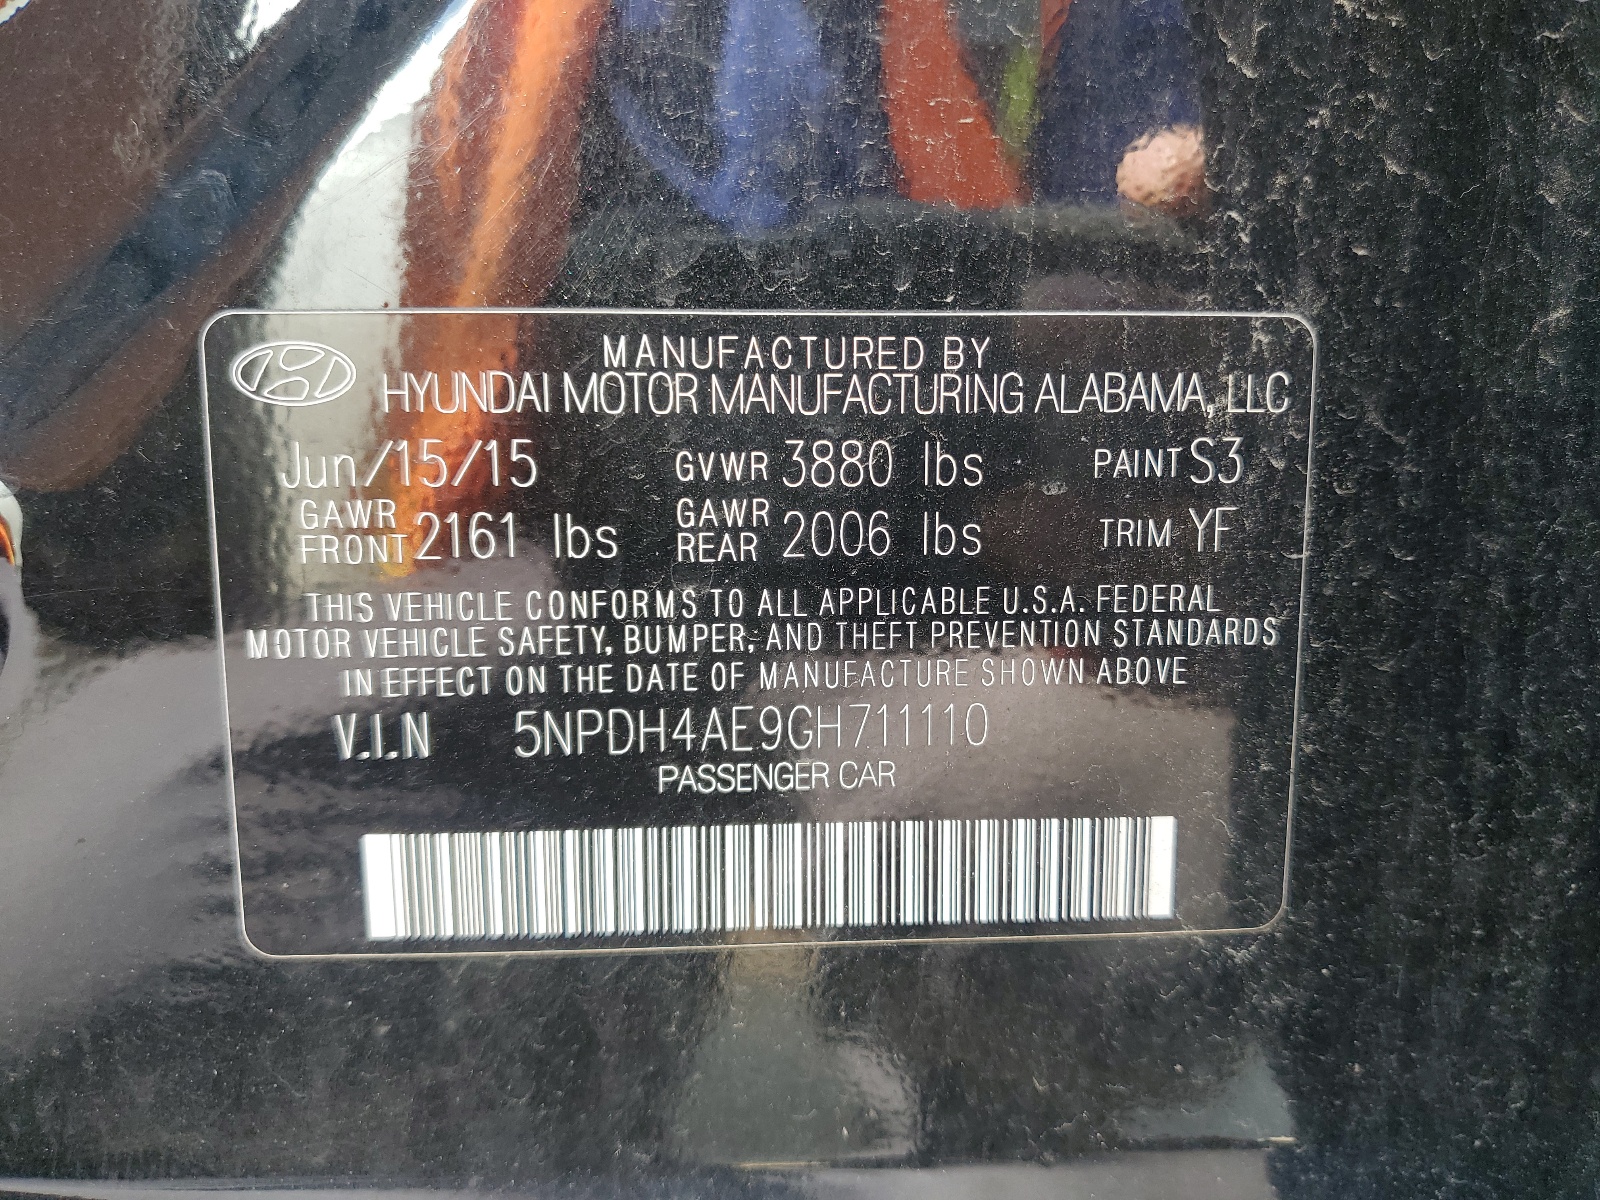 MANUFACTURED BY
HYUNDAI MOTOR MANUFACTURING ALABAMA, LLC
Jun/15/15 GVWR 3880 lbs PAINT S3
GAWR FRONT 2161 lbs GAWR REAR 2006 lbs TRIM YF
THIS VEHICLE CONFORMS TO ALL APPLICABLE U.S.A. FEDERAL
MOTOR VEHICLE SAFETY, BUMPER, AND THEFT PREVENTION STANDARDS
IN EFFECT ON THE DATE OF MANUFACTURE SHOWN ABOVE
V.I.N 5NPDH4AE9GH711110
PASSENGER CAR